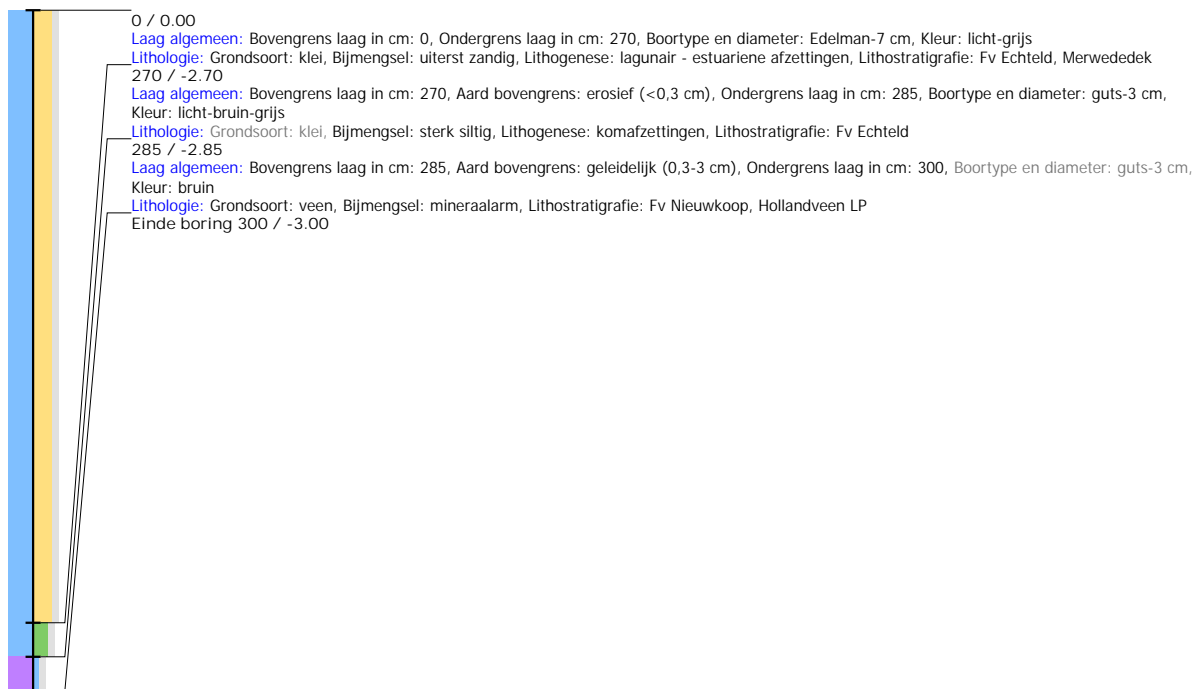 0 / 0.00
Laag algemeen: Bovengrens laag in cm: 0, Ondergrens laag in cm: 270, Boortype en diameter: Edelman-7 cm, Kleur: licht-grijs
Lithologie: Grondsoort: klei, Bijmengsel: uiterst zandig, Lithogenese: lagunair - estuariene afzettingen, Lithostratigrafie: Fv Echteld, Merwededek
270 / -2.70
Laag algemeen: Bovengrens laag in cm: 270, Aard bovengrens: erosief (<0,3 cm), Ondergrens laag in cm: 285, Boortype en diameter: guts-3 cm,
Kleur: licht-bruin-grijs
Lithologie: Grondsoort: klei, Bijmengsel: sterk siltig, Lithogenese: komafzettingen, Lithostratigrafie: Fv Echteld
285 / -2.85
Laag algemeen: Bovengrens laag in cm: 285, Aard bovengrens: geleidelijk (0,3-3 cm), Ondergrens laag in cm: 300, Boortype en diameter: guts-3 cm,
Kleur: bruin
Lithologie: Grondsoort: veen, Bijmengsel: mineraalarm, Lithostratigrafie: Fv Nieuwkoop, Hollandveen LP
Einde boring 300 / -3.00